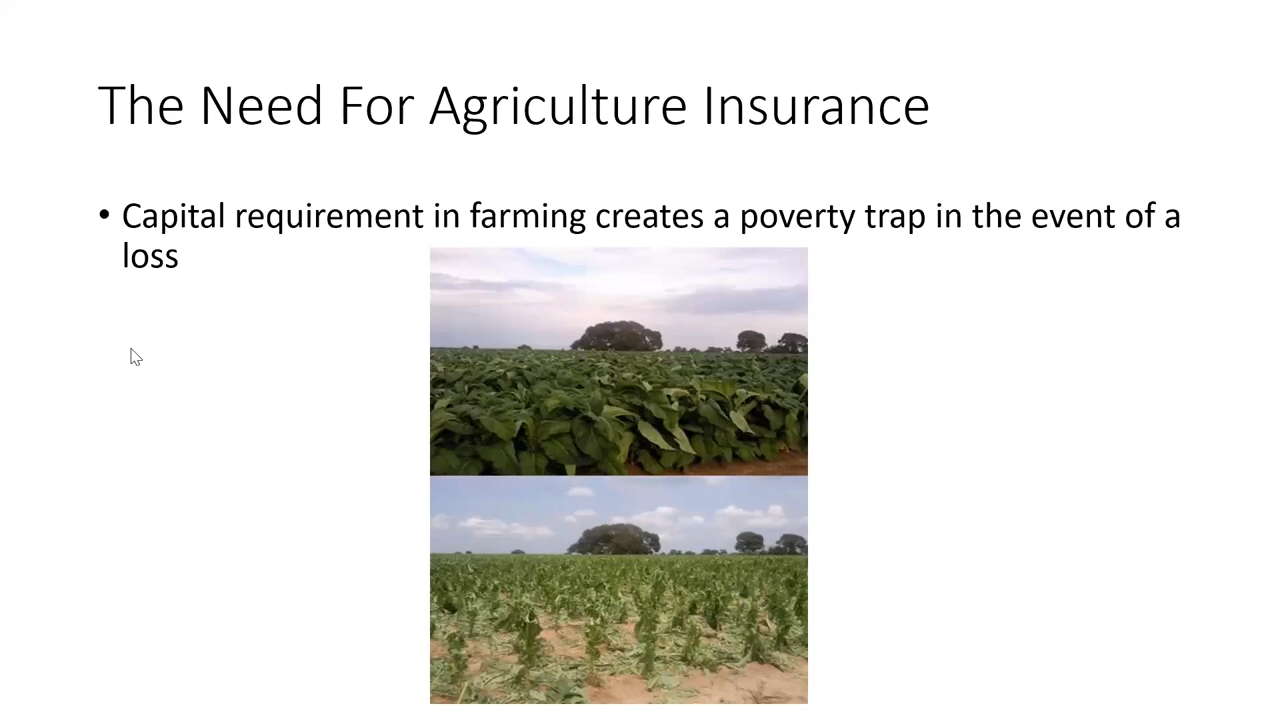 The Need For Agriculture Insurance
• Capital requirement in farming creates a poverty trap in the event of a
loss